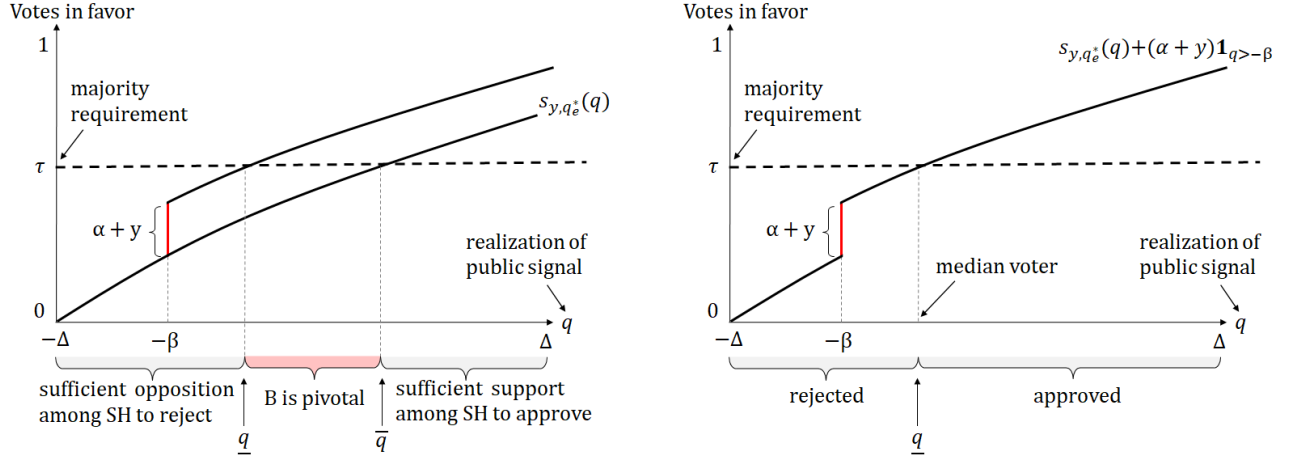 Votes in favor
1
majority
requirement
s_{y,q_e^*}(q)
τ
α + y
realization of
public signal
0
−Δ
−β
Δ
q
sufficient opposition
among SH to reject
B is pivotal
sufficient support
among SH to approve
q
q̅
Votes in favor
1
s_{y,q_e^*}(q)+(α + y)1_{q>−β}
majority
requirement
τ
α + y
realization of
public signal
median voter
0
−Δ
−β
Δ
q
rejected
approved
q